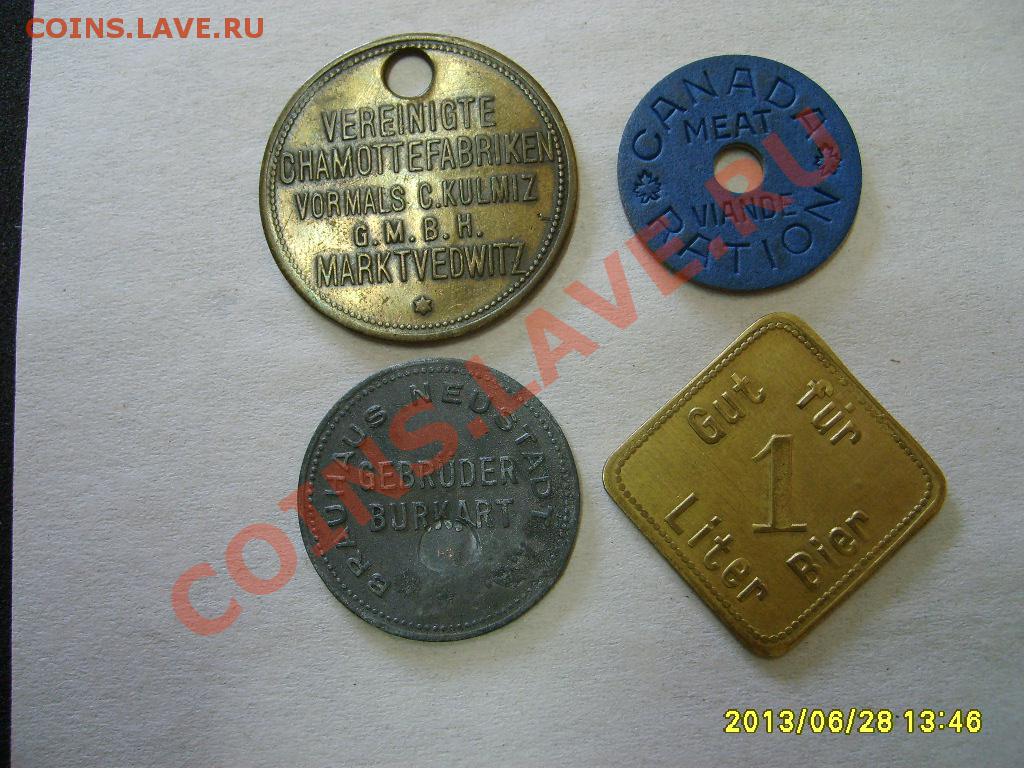 COINS.LAVE.RU
VEREINIGTE
CHAMOTTEFABRIKEN
VORMALS C.KULMIZ
G.M.B.H.
MARKTVEDWITZ
CANADA
MEAT
VIANDE
RATION
BRAUHAUS NEUSTADT
GEBRÜDER
BURKART
Gut für
1
Liter Bier
COINS.LAVE.RU
2013/06/28 13:46